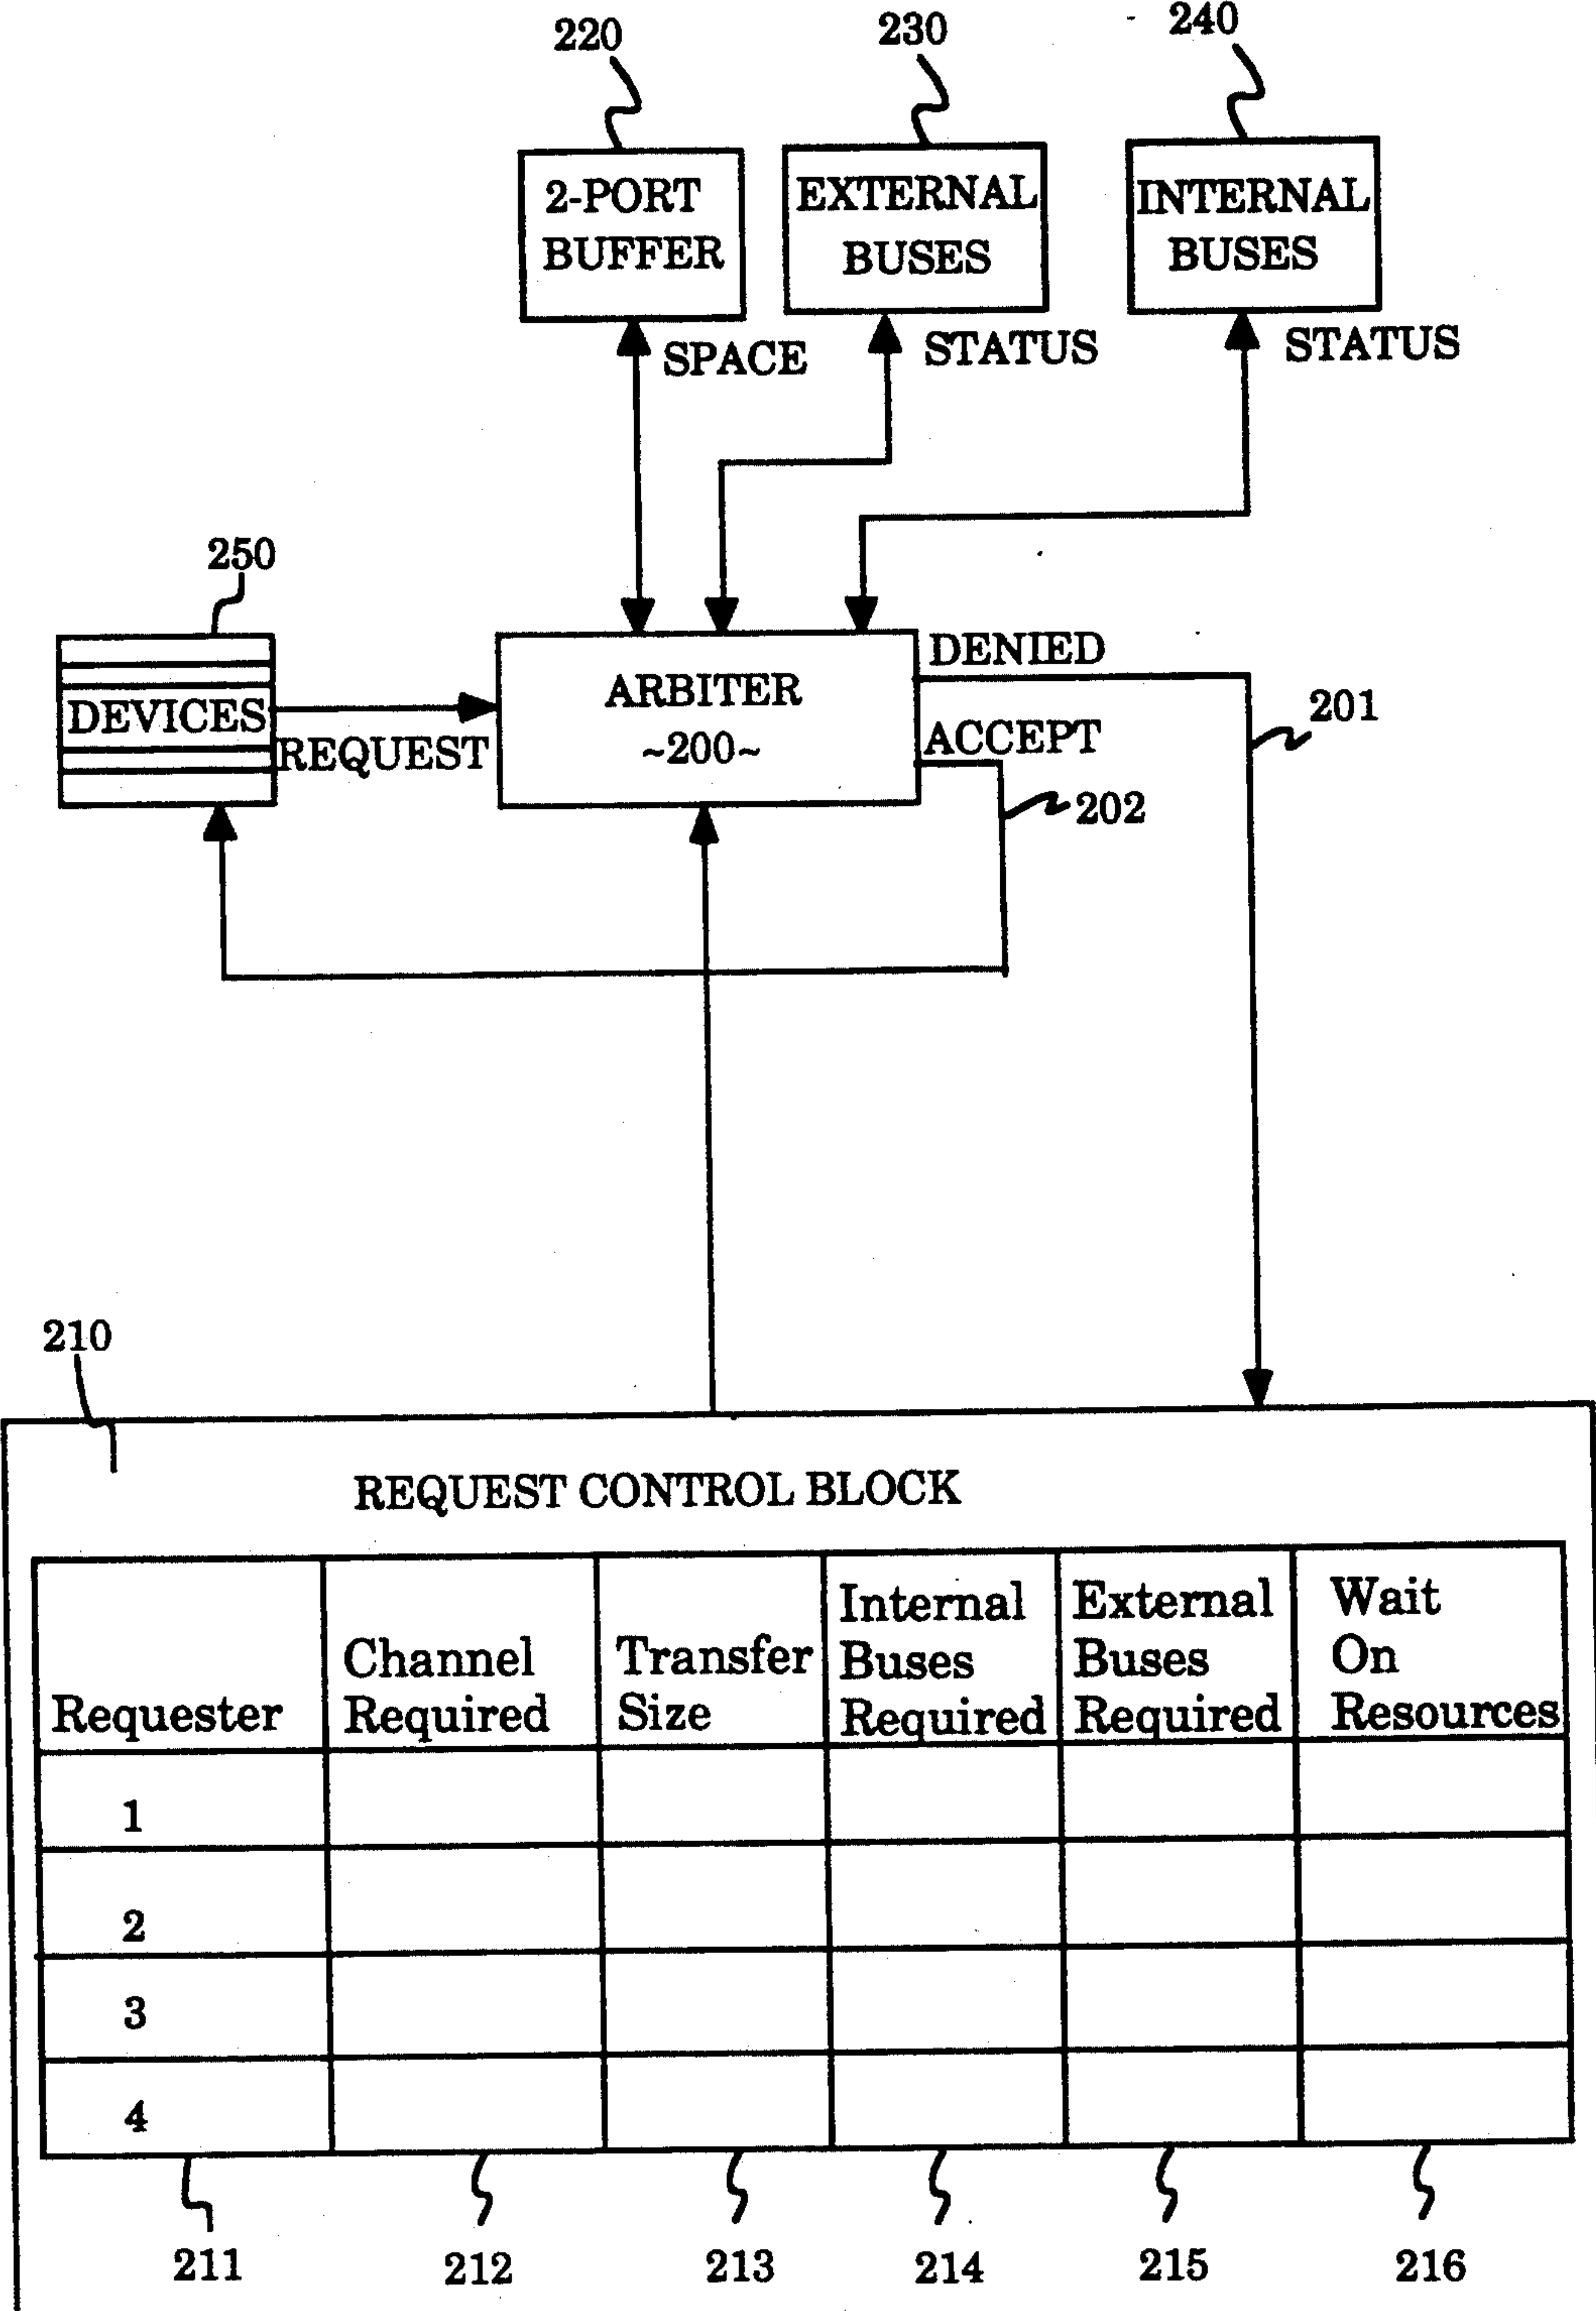 220
230
240
2-PORT
BUFFER
EXTERNAL
BUSES
INTERNAL
BUSES
SPACE
STATUS
STATUS
250
DEVICES
REQUEST
ARBITER
~200~
DENIED
ACCEPT
201
202
210
REQUEST CONTROL BLOCK
Requester
Channel
Required
Transfer
Size
Internal
Buses
Required
External
Buses
Required
Wait
On
Resources
1
2
3
4
211
212
213
214
215
216